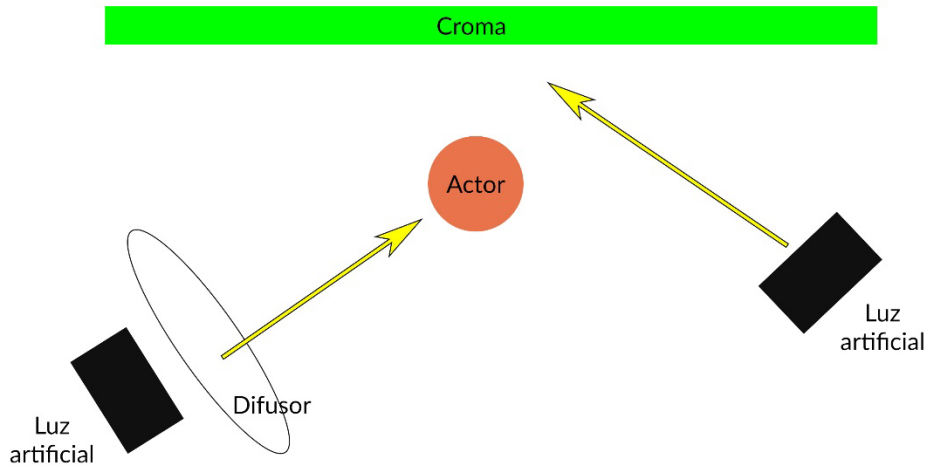 Croma
Actor
Luz
artificial
Difusor
Luz
artificial